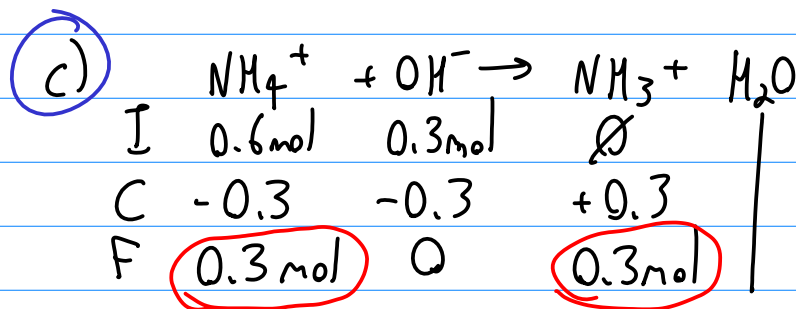 c) NH₄⁺ + OH⁻ → NH₃ + H₂O
I 0.6mol 0.3mol Ø
C -0.3 -0.3 +0.3
F 0.3mol 0 0.3mol